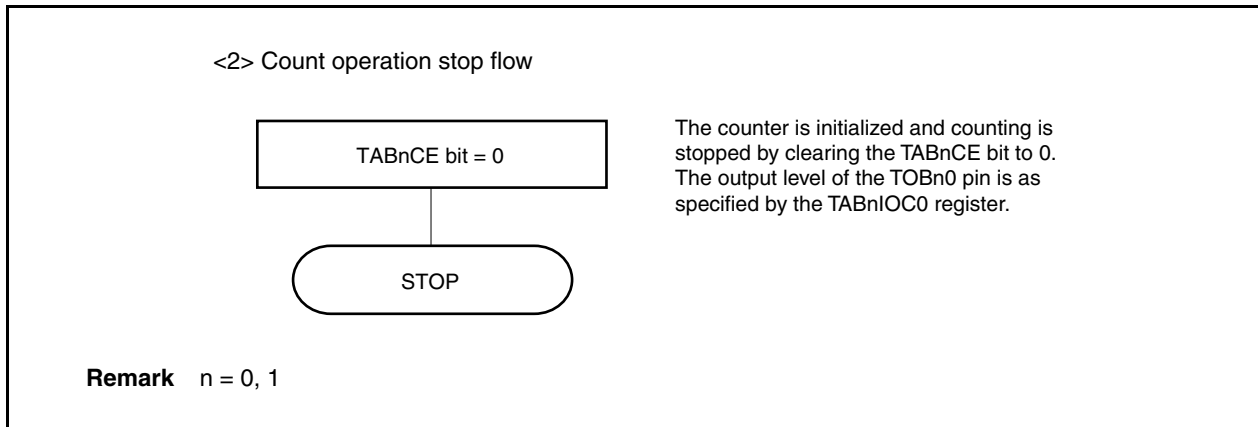 <2> Count operation stop flow
TABnCE bit = 0
The counter is initialized and counting is
stopped by clearing the TABnCE bit to 0.
The output level of the TOBn0 pin is as
specified by the TABnIOC0 register.
STOP
Remark n = 0, 1